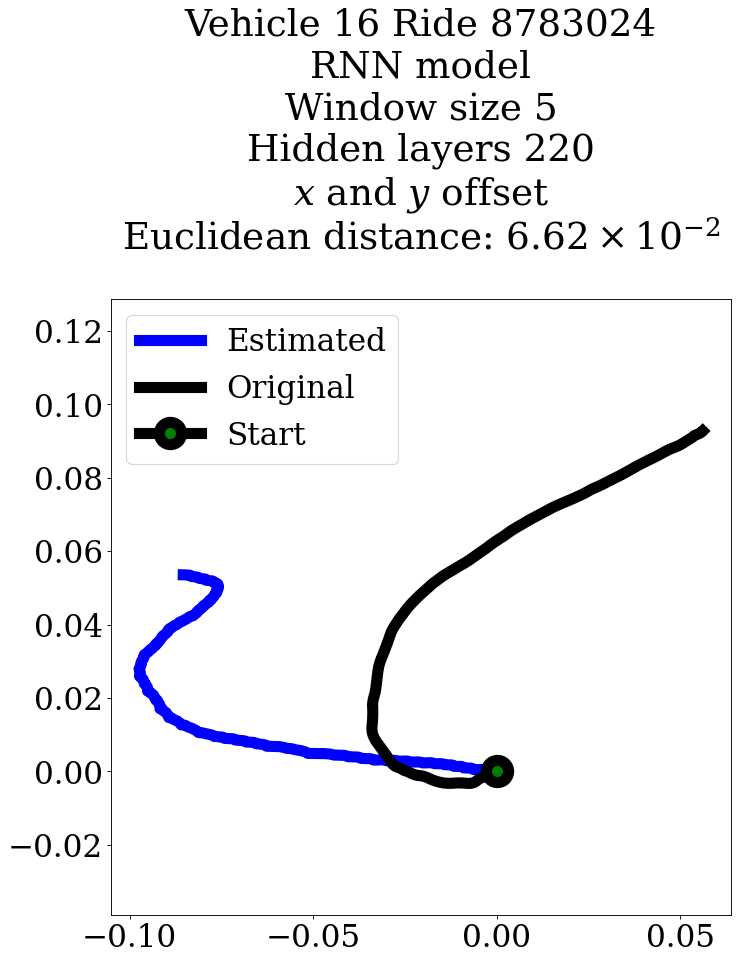 Vehicle 16 Ride 8783024
RNN model
Window size 5
Hidden layers 220
x and y offset
Euclidean distance: 6.62 × 10⁻²
Estimated
Original
Start
0.12
0.10
0.08
0.06
0.04
0.02
0.00
−0.02
−0.10 −0.05 0.00 0.05